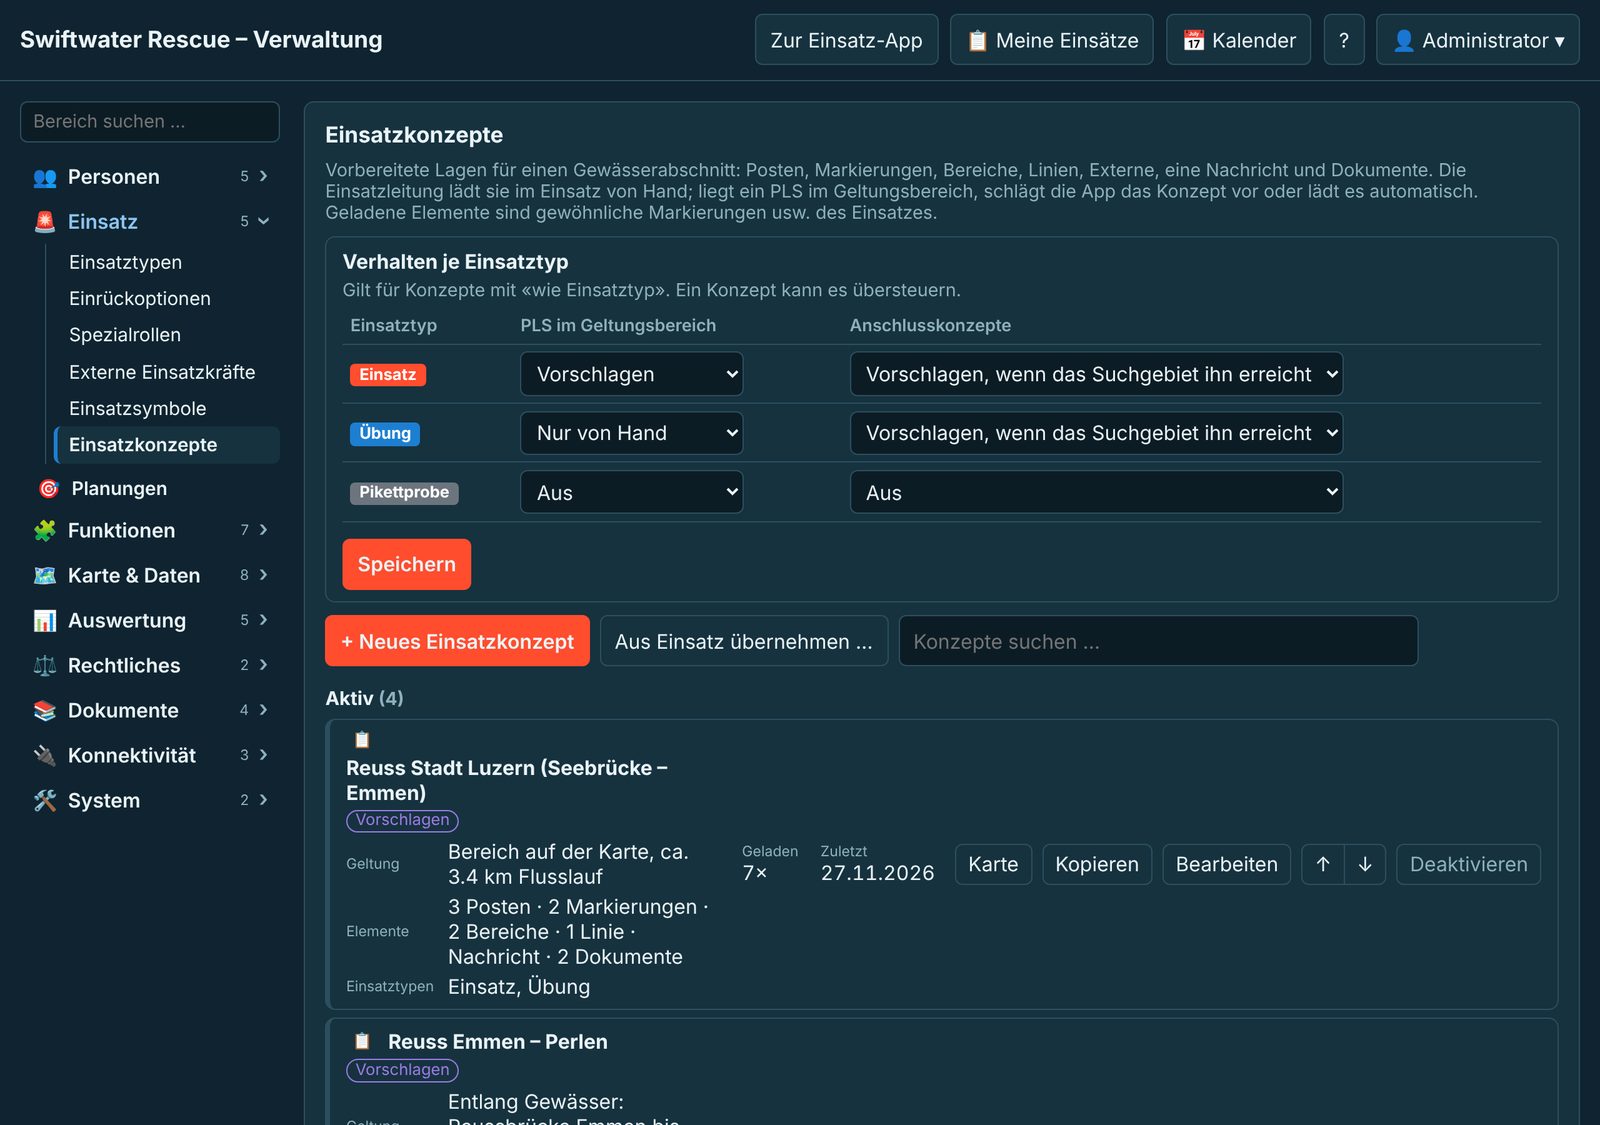 Swiftwater Rescue – Verwaltung
Zur Einsatz-App
Meine Einsätze
Kalender
?
Administrator ▾
Bereich suchen ...
Personen 5
Einsatz 5
Einsatztypen
Einrückoptionen
Spezialrollen
Externe Einsatzkräfte
Einsatzsymbole
Einsatzkonzepte
Planungen
Funktionen 7
Karte & Daten 8
Auswertung 5
Rechtliches 2
Dokumente 4
Konnektivität 3
System 2
Einsatzkonzepte
Vorbereitete Lagen für einen Gewässerabschnitt: Posten, Markierungen, Bereiche, Linien, Externe, eine Nachricht und Dokumente. Die
Einsatzleitung lädt sie im Einsatz von Hand; liegt ein PLS im Geltungsbereich, schlägt die App das Konzept vor oder lädt es automatisch.
Geladene Elemente sind gewöhnliche Markierungen usw. des Einsatzes.
Verhalten je Einsatztyp
Gilt für Konzepte mit «wie Einsatztyp». Ein Konzept kann es übersteuern.
Einsatztyp PLS im Geltungsbereich Anschlusskonzepte
Einsatz Vorschlagen Vorschlagen, wenn das Suchgebiet ihn erreicht
Übung Nur von Hand Vorschlagen, wenn das Suchgebiet ihn erreicht
Pikettprobe Aus Aus
Speichern
+ Neues Einsatzkonzept
Aus Einsatz übernehmen ...
Konzepte suchen ...
Aktiv (4)
Reuss Stadt Luzern (Seebrücke –
Emmen)
Vorschlagen
Geltung Bereich auf der Karte, ca.
3.4 km Flusslauf
Elemente 3 Posten · 2 Markierungen ·
2 Bereiche · 1 Linie ·
Nachricht · 2 Dokumente
Einsatztypen Einsatz, Übung
Geladen
7×
Zuletzt
27.11.2026
Karte
Kopieren
Bearbeiten
↑
↓
Deaktivieren
Reuss Emmen – Perlen
Vorschlagen
Entlang Gewässer:
Geltung Reussbrücke Emmen bis